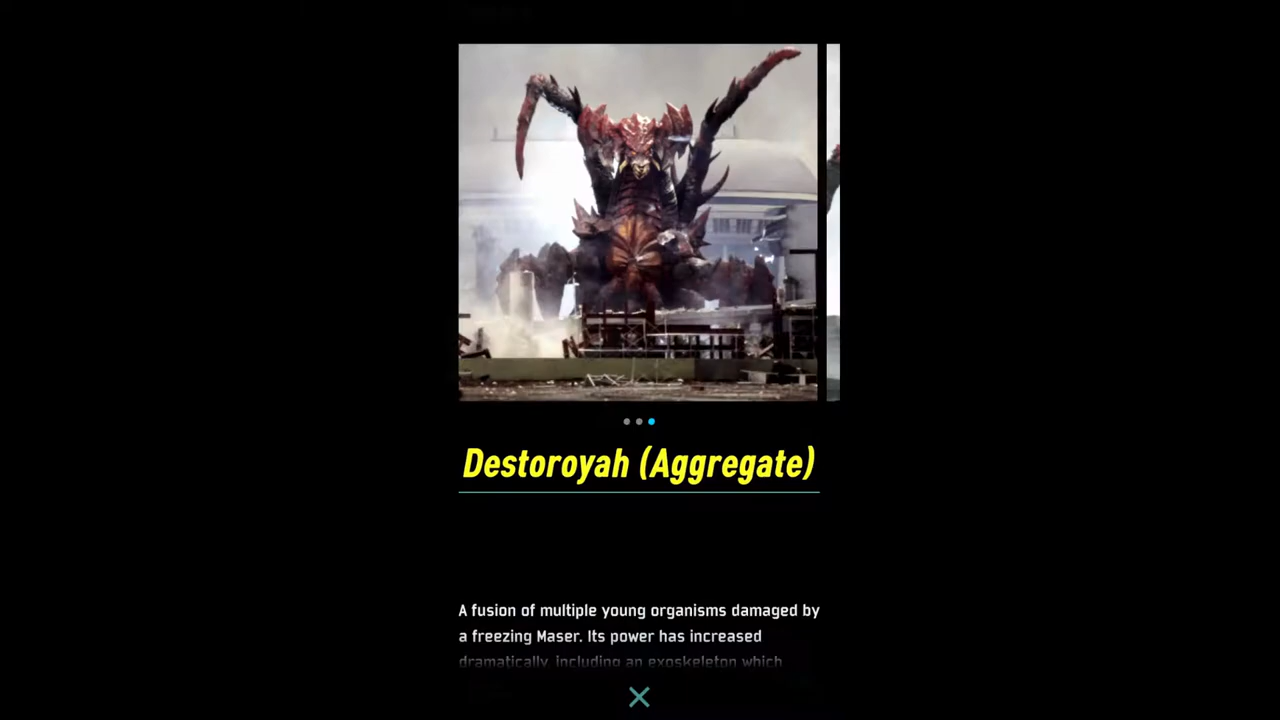 Destoroyah (Aggregate)
A fusion of multiple young organisms damaged by
a freezing Maser. Its power has increased
dramatically, including an exoskeleton which